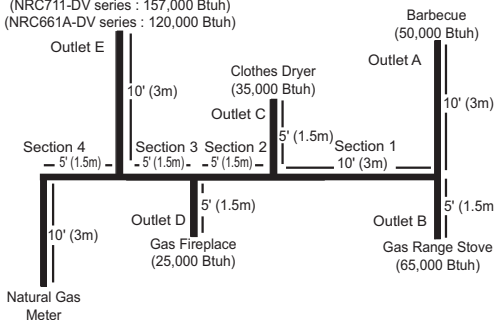 (NRC711-DV series : 157,000 Btuh)
(NRC661A-DV series : 120,000 Btuh)
Outlet E
10' (3m)
Barbecue
(50,000 Btuh)
Outlet A
10' (3m)
Clothes Dryer
(35,000 Btuh)
Outlet C
5' (1.5m)
Section 4
5' (1.5m)
Section 3
5' (1.5m)
Section 2
5' (1.5m)
Section 1
10' (3m)
10' (3m)
Natural Gas
Meter
Outlet D
5' (1.5m)
Gas Fireplace
(25,000 Btuh)
Outlet B
5' (1.5m
Gas Range Stove
(65,000 Btuh)